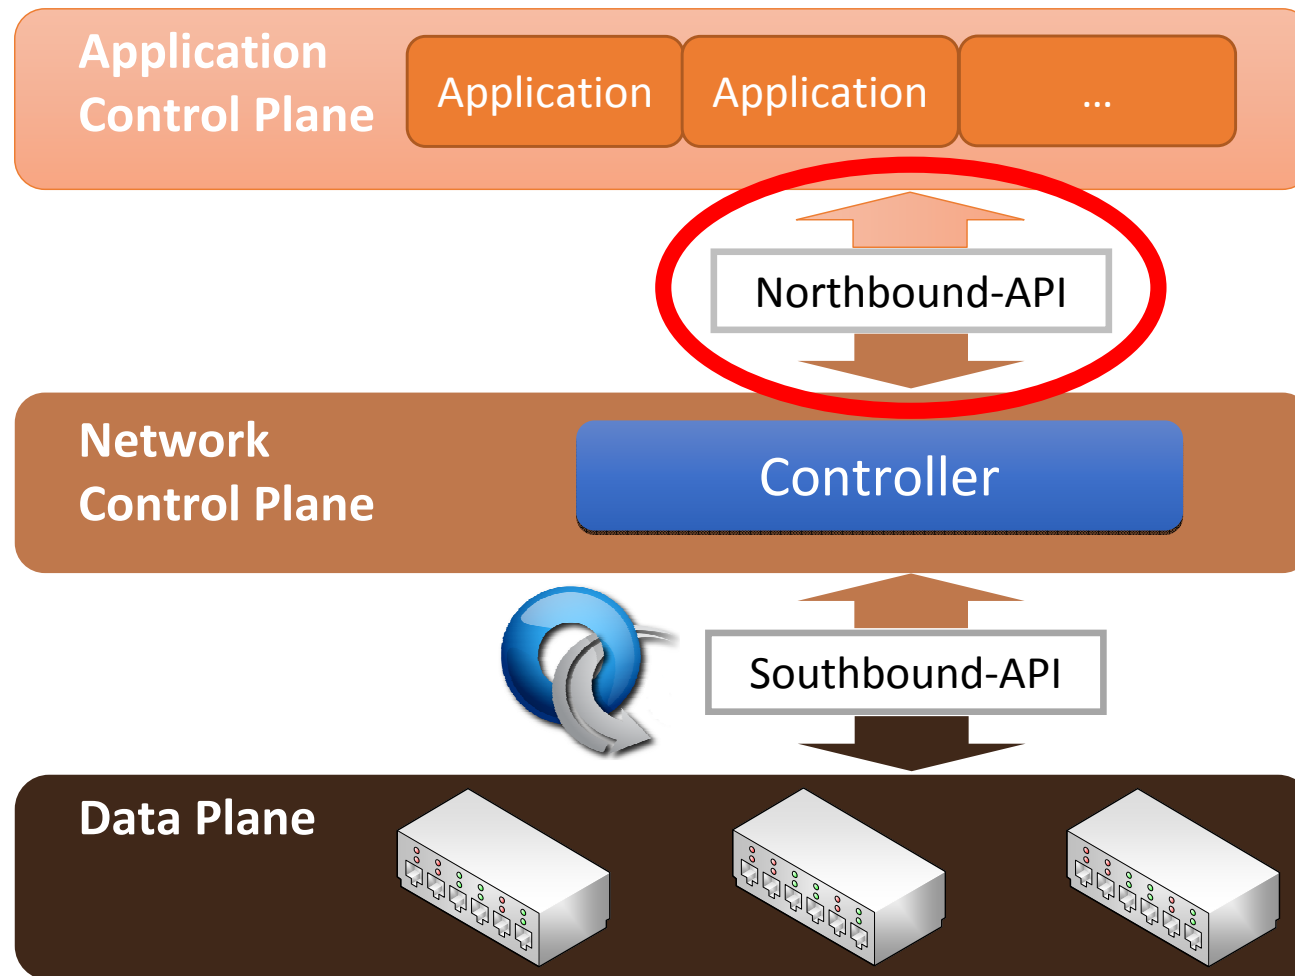 Application
Control Plane
Application
Application
...
Northbound-API
Network
Control Plane
Controller
Southbound-API
Data Plane